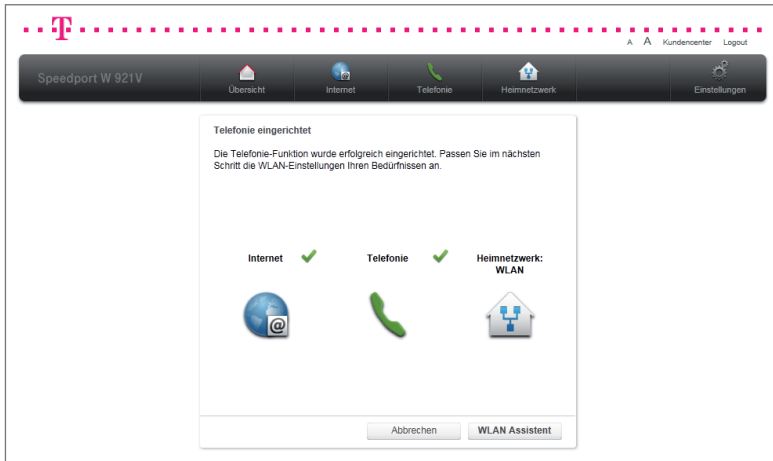 T
A A Kundencenter Logout
Speedport W 921V
Übersicht Internet Telefonie Heimnetzwerk Einstellungen
Telefonie eingerichtet
Die Telefonie-Funktion wurde erfolgreich eingerichtet. Passen Sie im nächsten
Schritt die WLAN-Einstellungen Ihren Bedürfnissen an.
Internet Telefonie Heimnetzwerk:
WLAN
@
Abbrechen WLAN Assistent